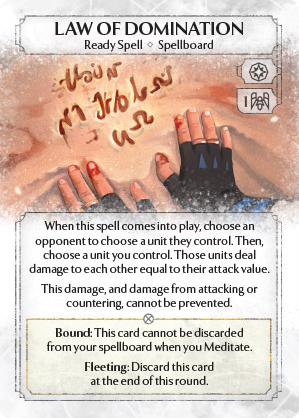 LAW OF DOMINATION
Ready Spell ◇ Spellboard
1
When this spell comes into play, choose an
opponent to choose a unit they control. Then,
choose a unit you control. Those units deal
damage to each other equal to their attack value.
This damage, and damage from attacking or
countering, cannot be prevented.
Bound: This card cannot be discarded
from your spellboard when you Meditate.
Fleeting: Discard this card
at the end of this round.